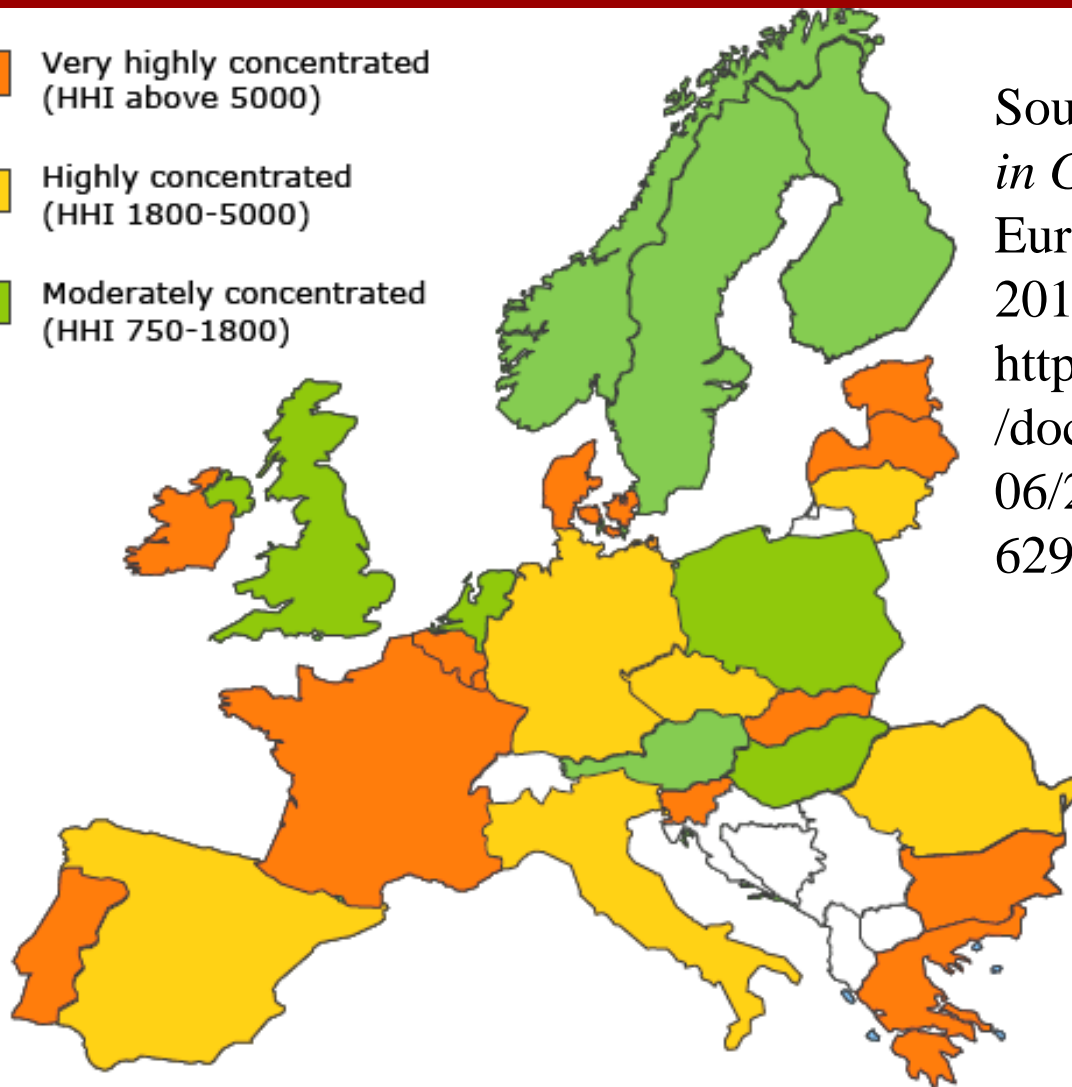 Very highly concentrated
(HHI above 5000)
Highly concentrated
(HHI 1800-5000)
Moderately concentrated
(HHI 750-1800)
Sou
in C
Eur
201
http
/doc
06/2
629